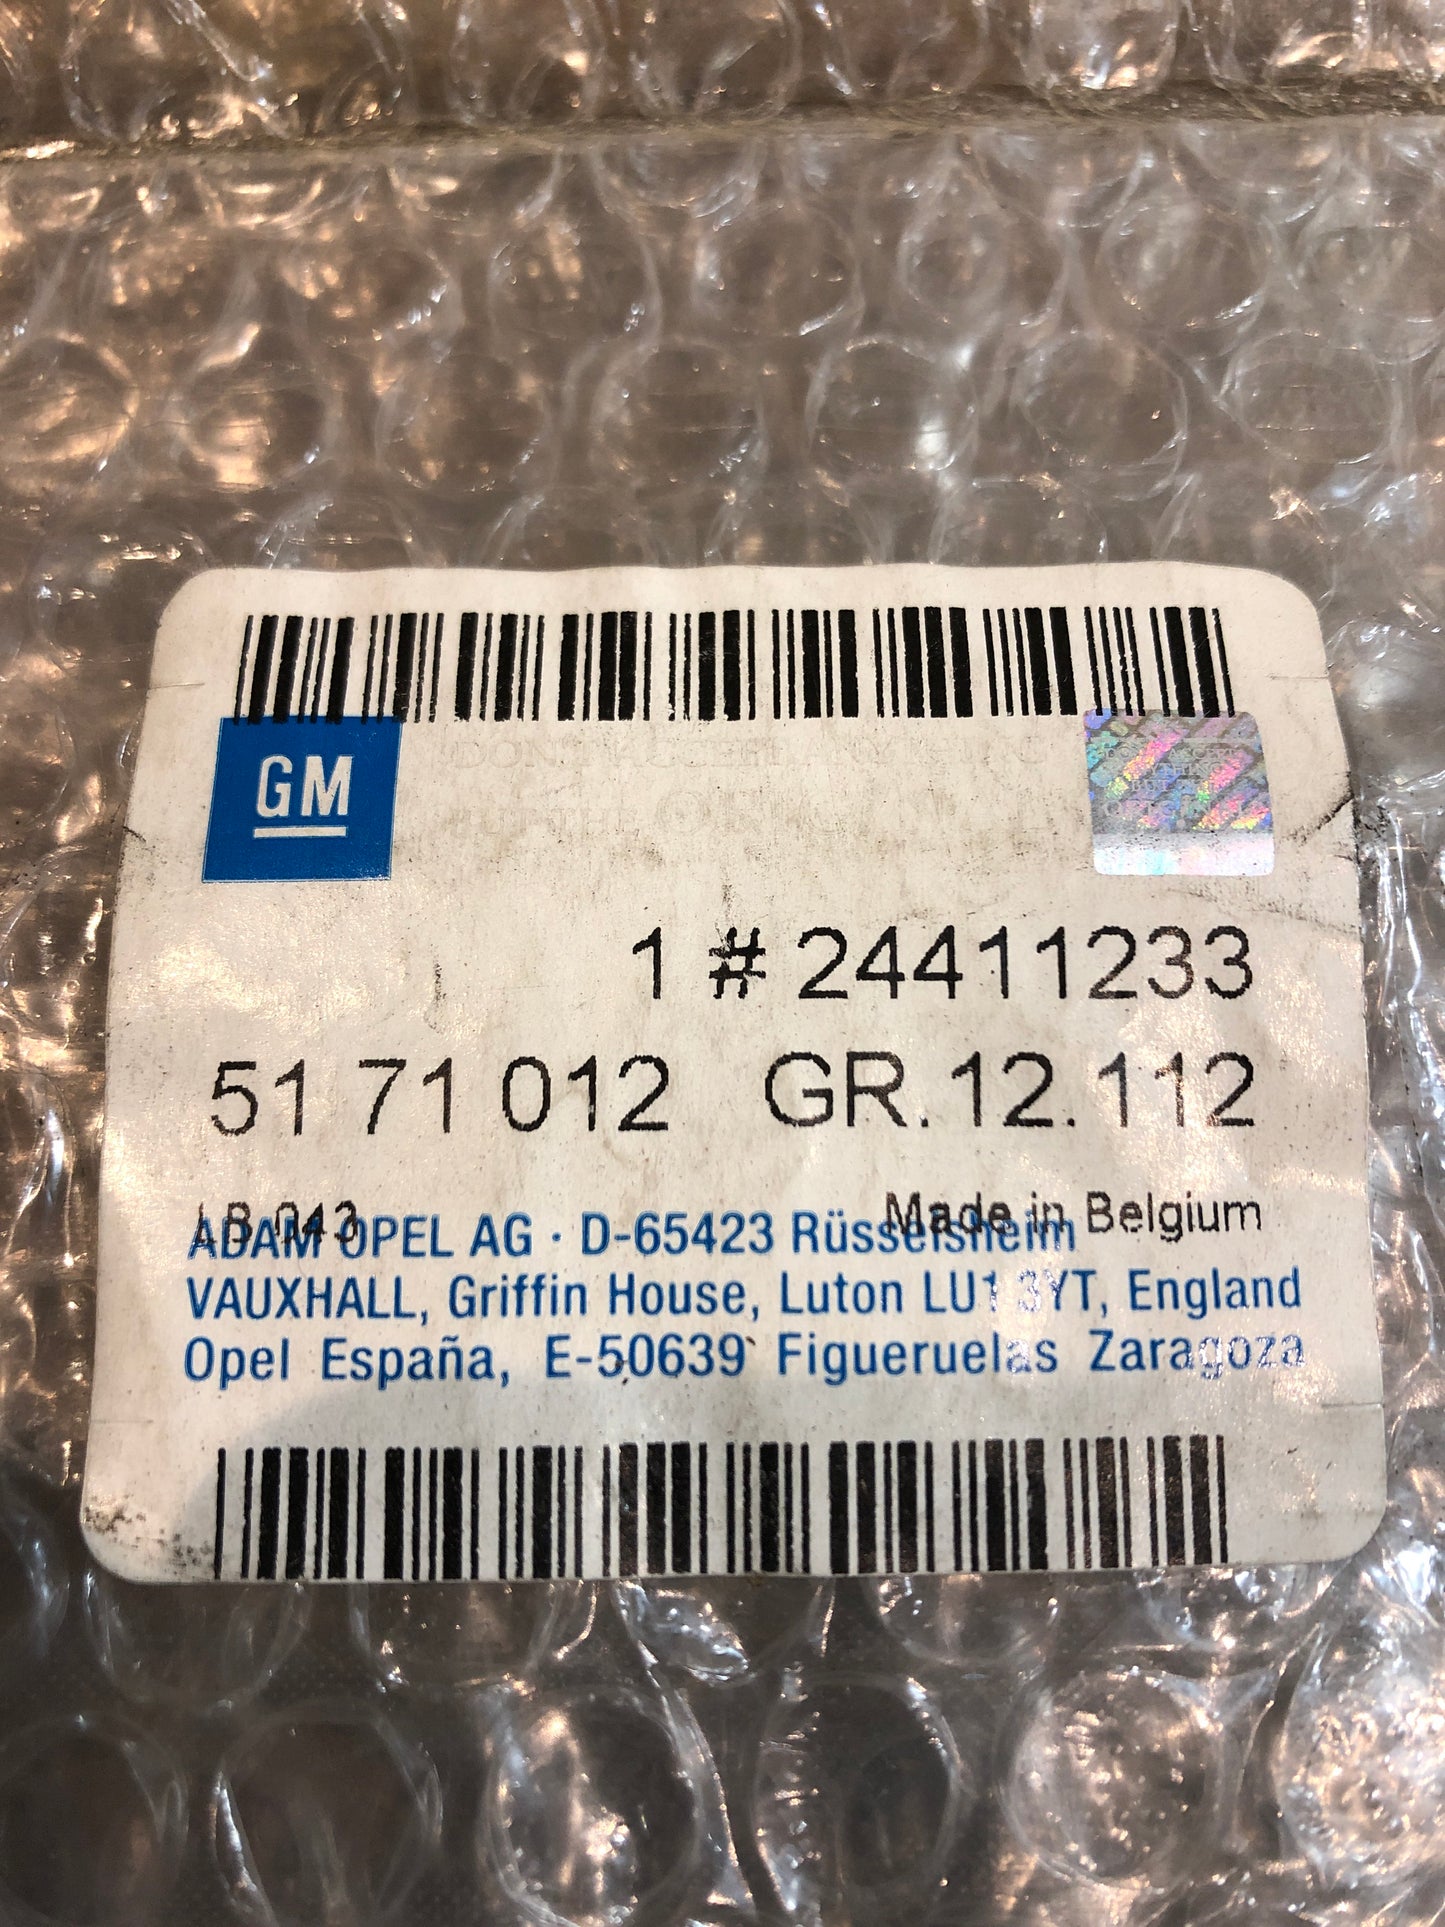 GM
1 # 24411233
51 71 012 GR. 12. 112
LB 043
Made in Belgium
ADAM OPEL AG · D-65423 Rüsselsheim
VAUXHALL, Griffin House, Luton LU1 3YT, England
Opel España, E-50639 Figueruelas Zaragoza